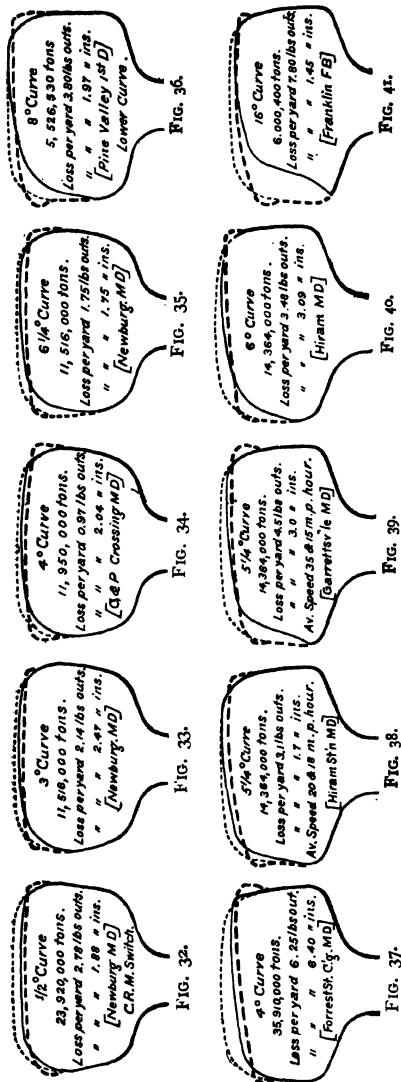 1/2° Curve
23,920,000 tons.
Loss per yard 2.78 lbs outs.
" " " 1.88 " ins.
[Newburg MD]
C.R.M. Switch.
FIG. 32.
3° Curve
11,516,000 tons.
Loss per yard 2.14 lbs outs.
" " " 2.47 " ins.
[Newburg, MD]
FIG. 33.
4° Curve
11,950,000 tons.
Loss per yard 0.97 lbs outs.
" " " 2.04 " ins.
[C&P Crossing MD]
FIG. 34.
6 1/4° Curve
11,516,000 tons.
Loss per yard 1.75 lbs outs.
" " " 1.75 " ins.
[Newburg, MD]
FIG. 35.
8° Curve
5,526,530 tons
Loss per yard 2.80 lbs outs.
" " " 1.97 " ins.
[Pine Valley, 1st D]
Lower Curve.
FIG. 36.
4° Curve
35,910,000 tons.
Loss per yard 6.25 lbs out.
" " " 6.40 " ins.
[Forrest St. C'g. MD]
FIG. 37.
5 1/4° Curve
14,364,000 tons.
Loss per yard 3.1 lbs outs.
" " " 1.7 " ins.
Av. Speed 20 & 18 m. p. hour.
[Hiram St'n MD]
FIG. 38.
5 1/4° Curve
14,364,000 tons.
Loss per yard 4.5 lbs outs.
" " " 3.0 " ins.
Av. Speed 35 & 15 m. p. hour.
[Garrettsv'le MD]
FIG. 39.
6° Curve
14,364,000 tons.
Loss per yard 3.48 lbs outs.
" " " 3.09 " ins.
[Hiram MD]
FIG. 40.
16° Curve
6,000,400 tons.
Loss per yard 7.80 lbs outs.
" " " 1.45 " ins.
[Franklin FB]
FIG. 41.